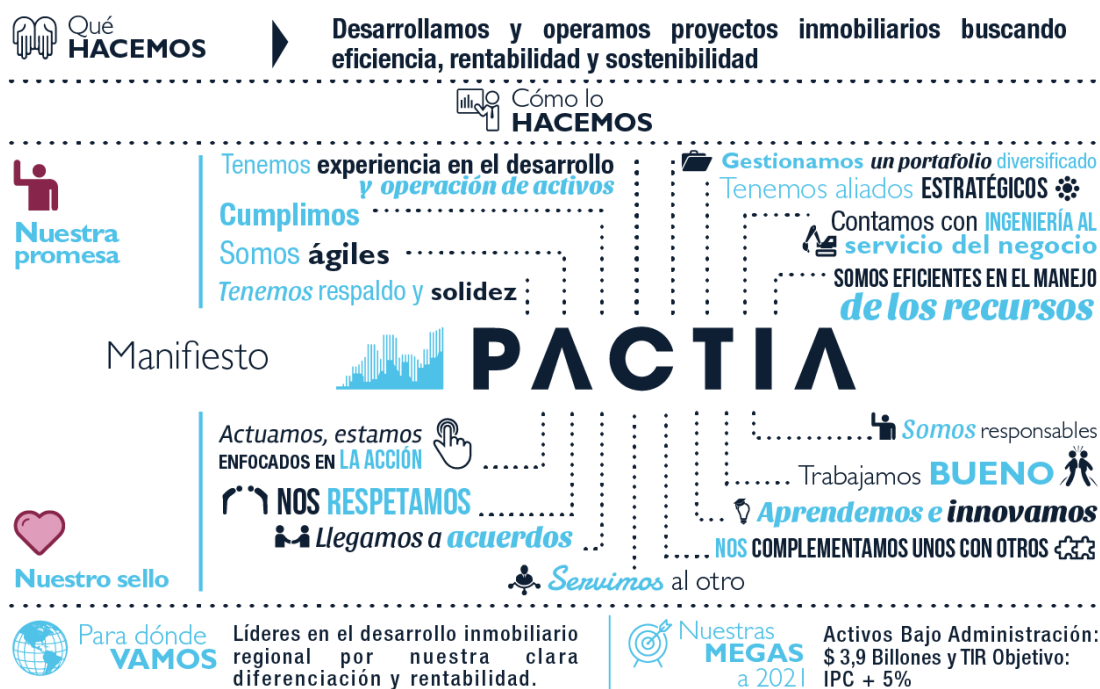 Qué
HACEMOS
Desarrollamos y operamos proyectos inmobiliarios buscando
eficiencia, rentabilidad y sostenibilidad
Cómo lo
HACEMOS
Nuestra
promesa
Tenemos experiencia en el desarrollo
y operación de activos
Cumplimos
Somos ágiles
Tenemos respaldo y solidez
Gestionamos un portafolio diversificado
Tenemos aliados ESTRATÉGICOS
Contamos con INGENIERÍA AL
servicio del negocio
SOMOS EFICIENTES EN EL MANEJO
de los recursos
Manifiesto
PACTIA
Nuestro sello
Actuamos, estamos
ENFOCADOS EN LA ACCIÓN
NOS RESPETAMOS
Llegamos a acuerdos
Servimos al otro
Somos responsables
Trabajamos BUENO
Aprendemos e innovamos
NOS COMPLEMENTAMOS UNOS CON OTROS
Para dónde
VAMOS
Líderes en el desarrollo inmobiliario
regional por nuestra clara
diferenciación y rentabilidad.
Nuestras
MEGAS
a 2021
Activos Bajo Administración:
$ 3,9 Billones y TIR Objetivo:
IPC + 5%